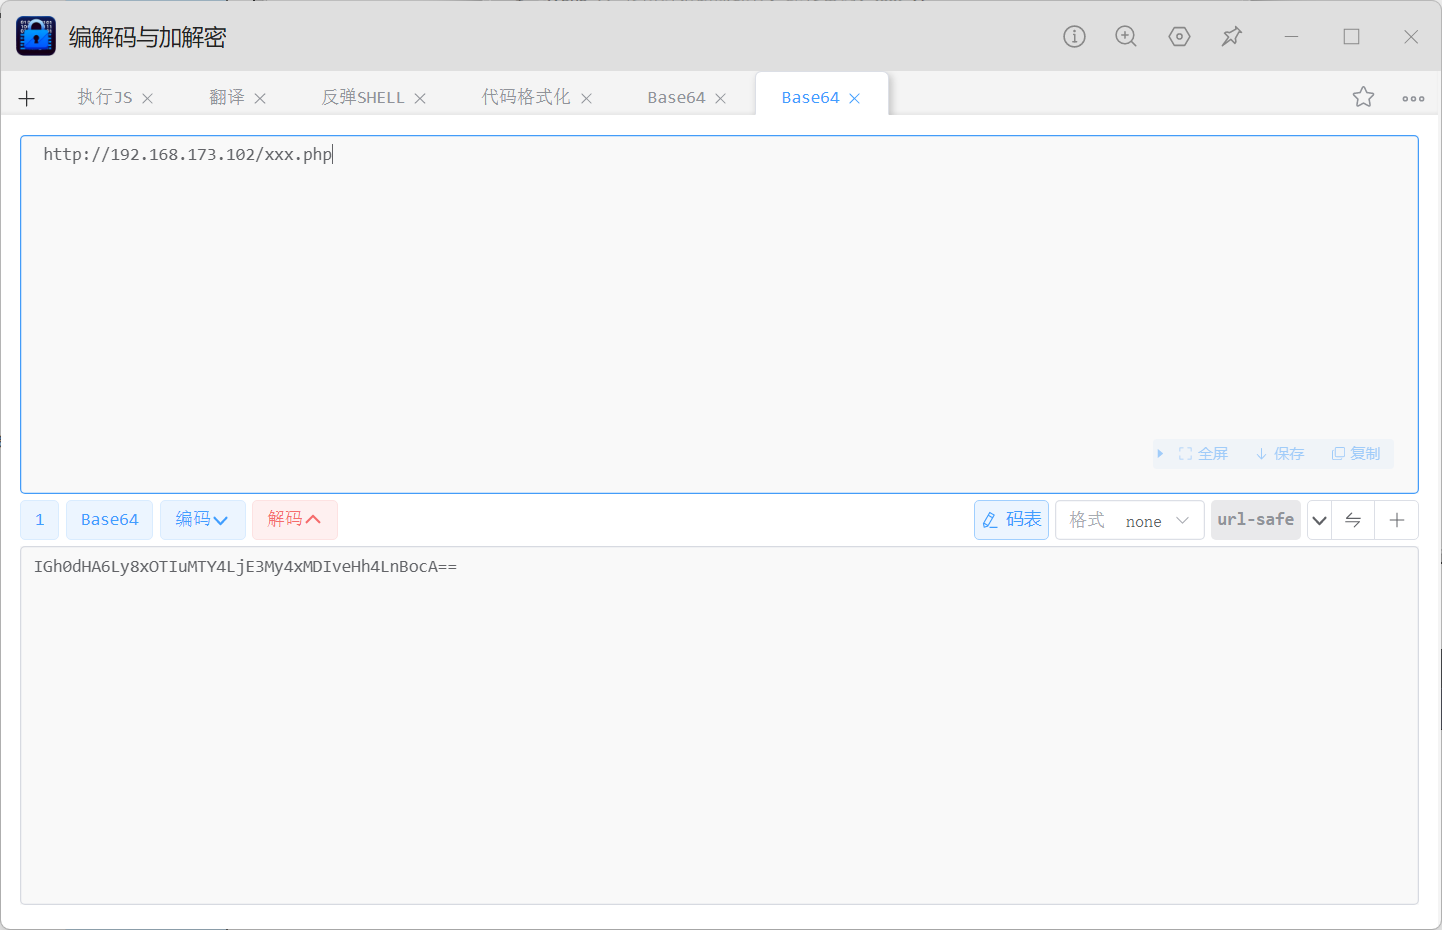 编解码与加解密
执行JS 翻译 反弹SHELL 代码格式化 Base64 Base64
http://192.168.173.102/xxx.php
全屏 保存 复制
1 Base64 编码 解码 码表 格式 none url-safe
IGh0dHA6Ly8xOTIuMTY4LjE3My4xMDIveHh4LnBocA==